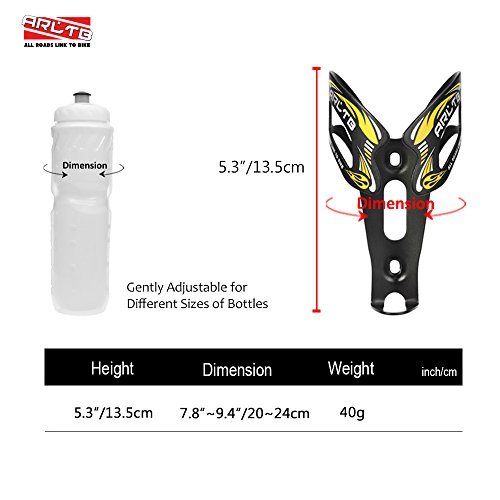 ARLTB
ALL ROADS LINK TO BIKE
Dimension
5.3”/13.5cm
ARLTB
ARLTB
Dimension
Gently Adjustable for
Different Sizes of Bottles
Height Dimension Weight inch/cm
5.3”/13.5cm 7.8”~9.4”/20~24cm 40g